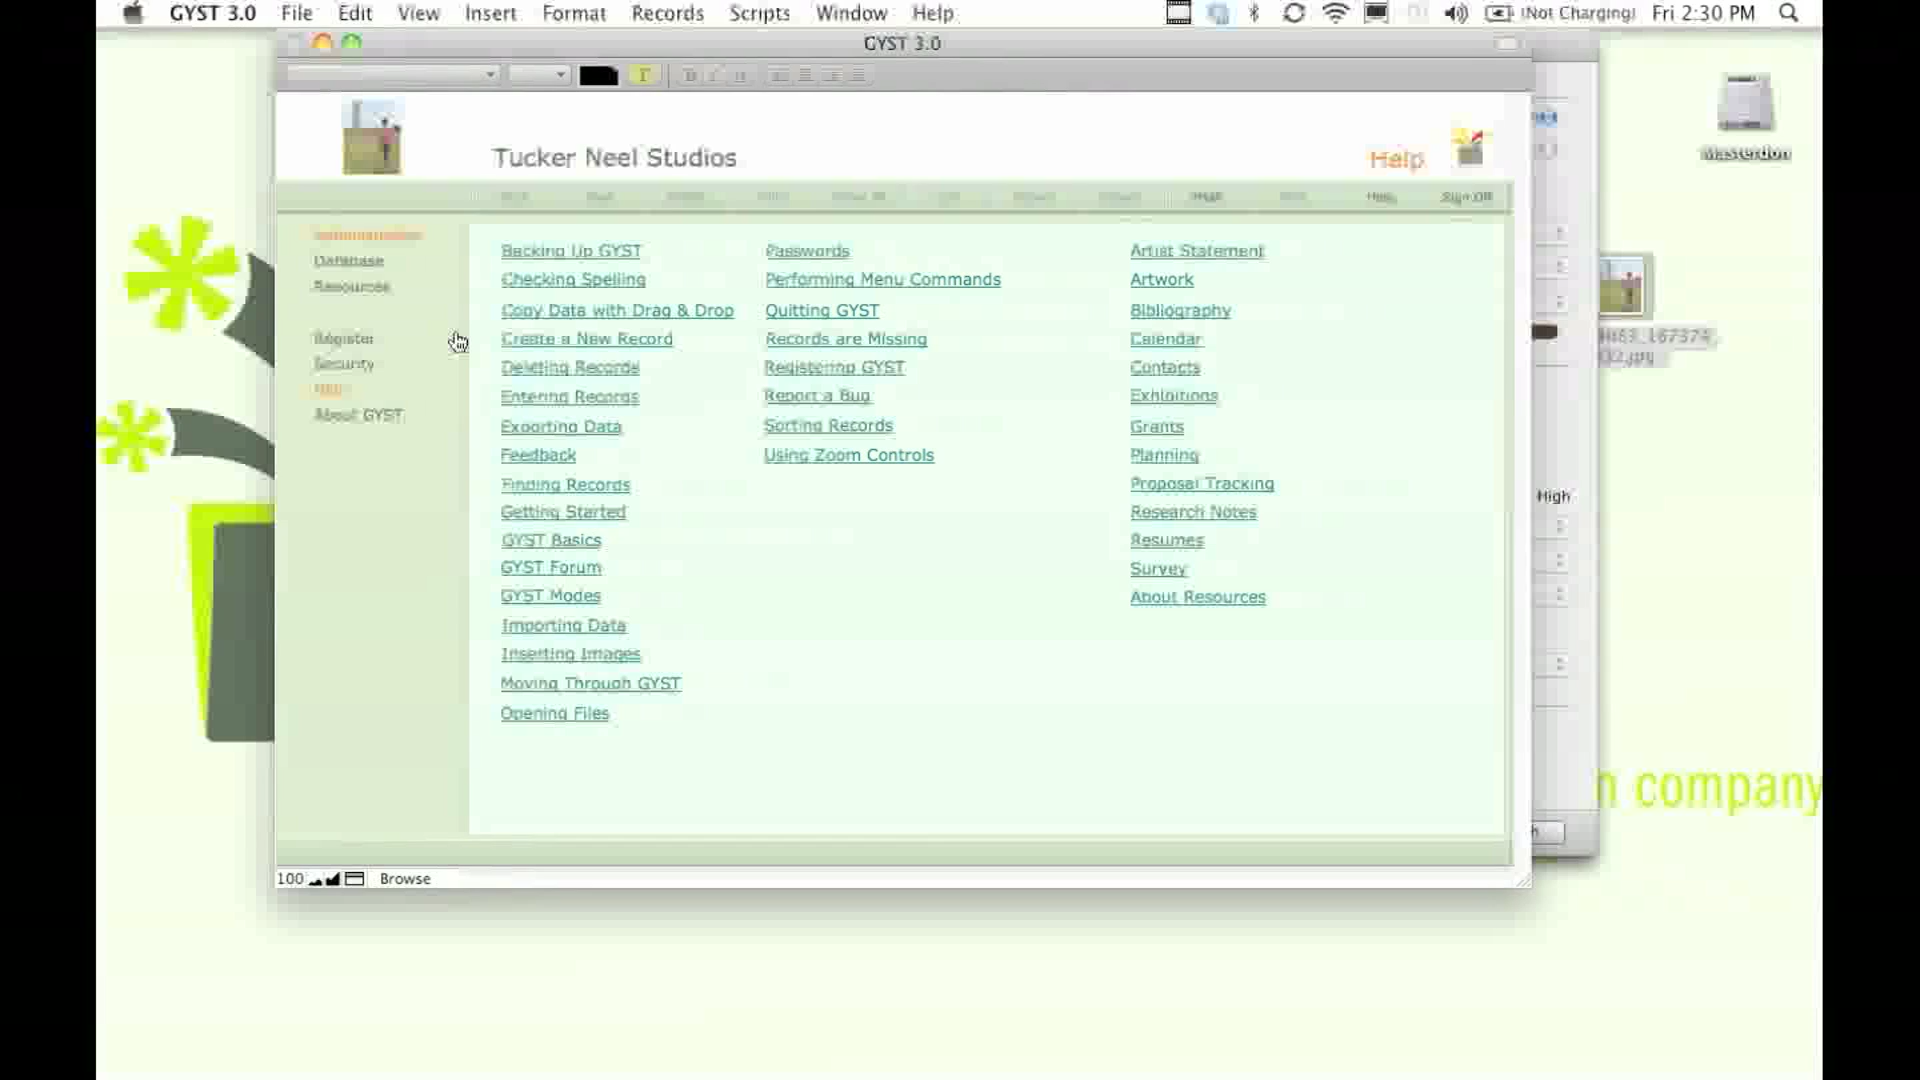 GYST 3.0 File Edit View Insert Format Records Scripts Window Help (Not Charging) Fri 2:30 PM
GYST 3.0
Tucker Neel Studios
Help
Help Sign Off
Database
Resources
Register
Security
About GYST
Backing Up GYST
Checking Spelling
Copy Data with Drag & Drop
Create a New Record
Deleting Records
Entering Records
Exporting Data
Feedback
Finding Records
Getting Started
GYST Basics
GYST Forum
GYST Modes
Importing Data
Inserting Images
Moving Through GYST
Opening Files
Passwords
Performing Menu Commands
Quitting GYST
Records are Missing
Registering GYST
Report a Bug
Sorting Records
Using Zoom Controls
Artist Statement
Artwork
Bibliography
Calendar
Contacts
Exhibitions
Grants
Planning
Proposal Tracking
Research Notes
Resumes
Survey
About Resources
Masterdon
High
company
100 Browse